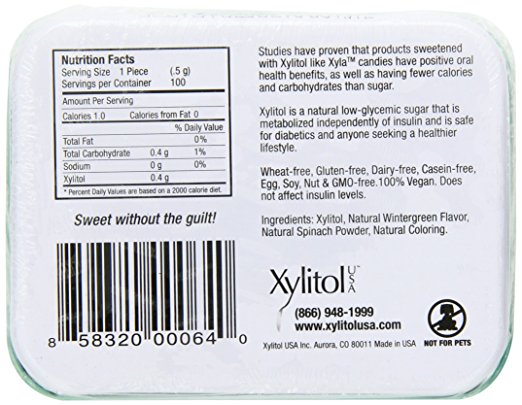 Nutrition Facts
Serving Size 1 Piece (.5 g)
Servings per Container 100
Amount Per Serving
Calories 1.0 Calories from Fat 0
% Daily Value
Total Fat 0%
Total Carbohydrate 0.4 g 1%
Sodium 0 g 0%
Xylitol 0.4 g
* Percent Daily Values are based on a 2000 calorie diet.
Sweet without the guilt!
8 58320 00064 0
Studies have proven that products sweetened
with Xylitol like Xyla™ candies have positive oral
health benefits, as well as having fewer calories
and carbohydrates than sugar.
Xylitol is a natural low-glycemic sugar that is
metabolized independently of insulin and is safe
for diabetics and anyone seeking a healthier
lifestyle.
Wheat-free, Gluten-free, Dairy-free, Casein-free,
Egg, Soy, Nut & GMO-free.100% Vegan. Does
not affect insulin levels.
Ingredients: Xylitol, Natural Wintergreen Flavor,
Natural Spinach Powder, Natural Coloring.
Xylitol USA™
(866) 948-1999
www.xylitolusa.com
Xylitol USA Inc. Aurora, CO 80011 Made in USA
NOT FOR PETS